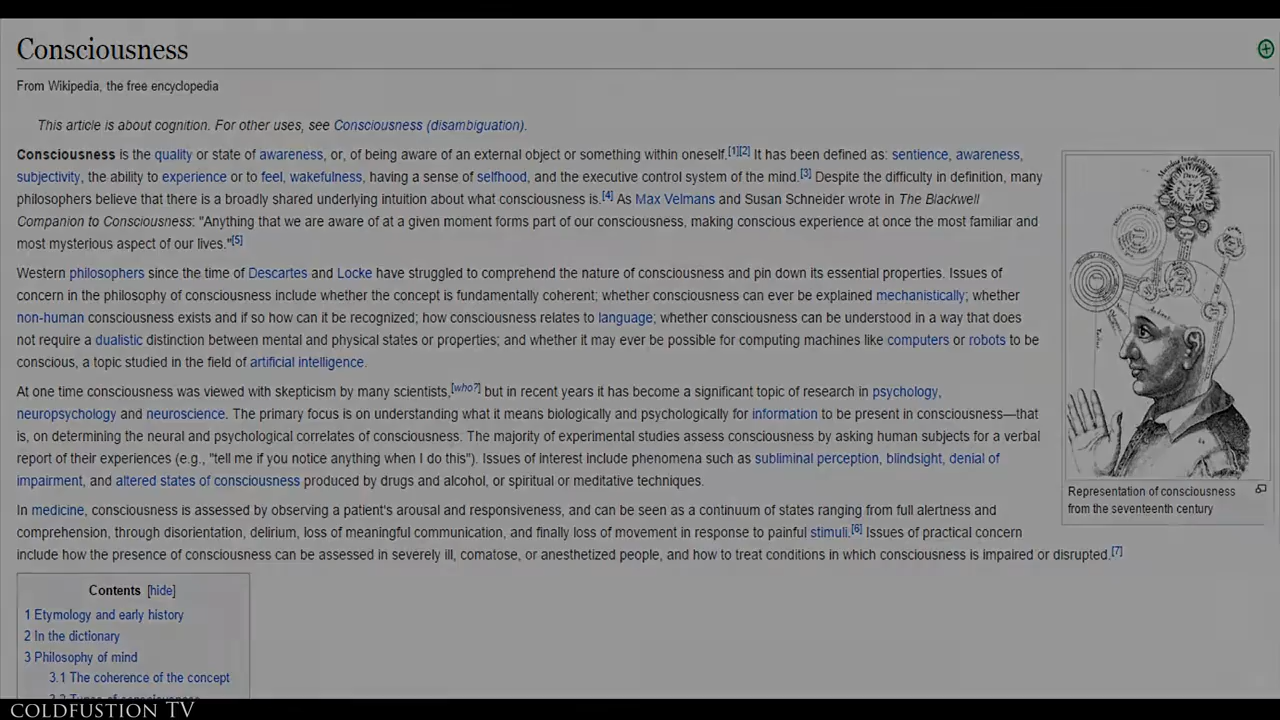 Consciousness
From Wikipedia, the free encyclopedia
This article is about cognition. For other uses, see Consciousness (disambiguation).
Consciousness is the quality or state of awareness, or, of being aware of an external object or something within oneself.[1][2] It has been defined as: sentience, awareness,
subjectivity, the ability to experience or to feel, wakefulness, having a sense of selfhood, and the executive control system of the mind.[3] Despite the difficulty in definition, many
philosophers believe that there is a broadly shared underlying intuition about what consciousness is.[4] As Max Velmans and Susan Schneider wrote in The Blackwell
Companion to Consciousness: "Anything that we are aware of at a given moment forms part of our consciousness, making conscious experience at once the most familiar and
most mysterious aspect of our lives."[5]
Western philosophers since the time of Descartes and Locke have struggled to comprehend the nature of consciousness and pin down its essential properties. Issues of
concern in the philosophy of consciousness include whether the concept is fundamentally coherent; whether consciousness can ever be explained mechanistically; whether
non-human consciousness exists and if so how can it be recognized; how consciousness relates to language; whether consciousness can be understood in a way that does
not require a dualistic distinction between mental and physical states or properties; and whether it may ever be possible for computing machines like computers or robots to be
conscious, a topic studied in the field of artificial intelligence.
At one time consciousness was viewed with skepticism by many scientists,[who?] but in recent years it has become a significant topic of research in psychology,
neuropsychology and neuroscience. The primary focus is on understanding what it means biologically and psychologically for information to be present in consciousness—that
is, on determining the neural and psychological correlates of consciousness. The majority of experimental studies assess consciousness by asking human subjects for a verbal
report of their experiences (e.g., "tell me if you notice anything when I do this"). Issues of interest include phenomena such as subliminal perception, blindsight, denial of
impairment, and altered states of consciousness produced by drugs and alcohol, or spiritual or meditative techniques.
Representation of consciousness
from the seventeenth century
In medicine, consciousness is assessed by observing a patient's arousal and responsiveness, and can be seen as a continuum of states ranging from full alertness and
comprehension, through disorientation, delirium, loss of meaningful communication, and finally loss of movement in response to painful stimuli.[6] Issues of practical concern
include how the presence of consciousness can be assessed in severely ill, comatose, or anesthetized people, and how to treat conditions in which consciousness is impaired or disrupted.[7]
Contents [hide]
1 Etymology and early history
2 In the dictionary
3 Philosophy of mind
3.1 The coherence of the concept
COLDFUSTION TV